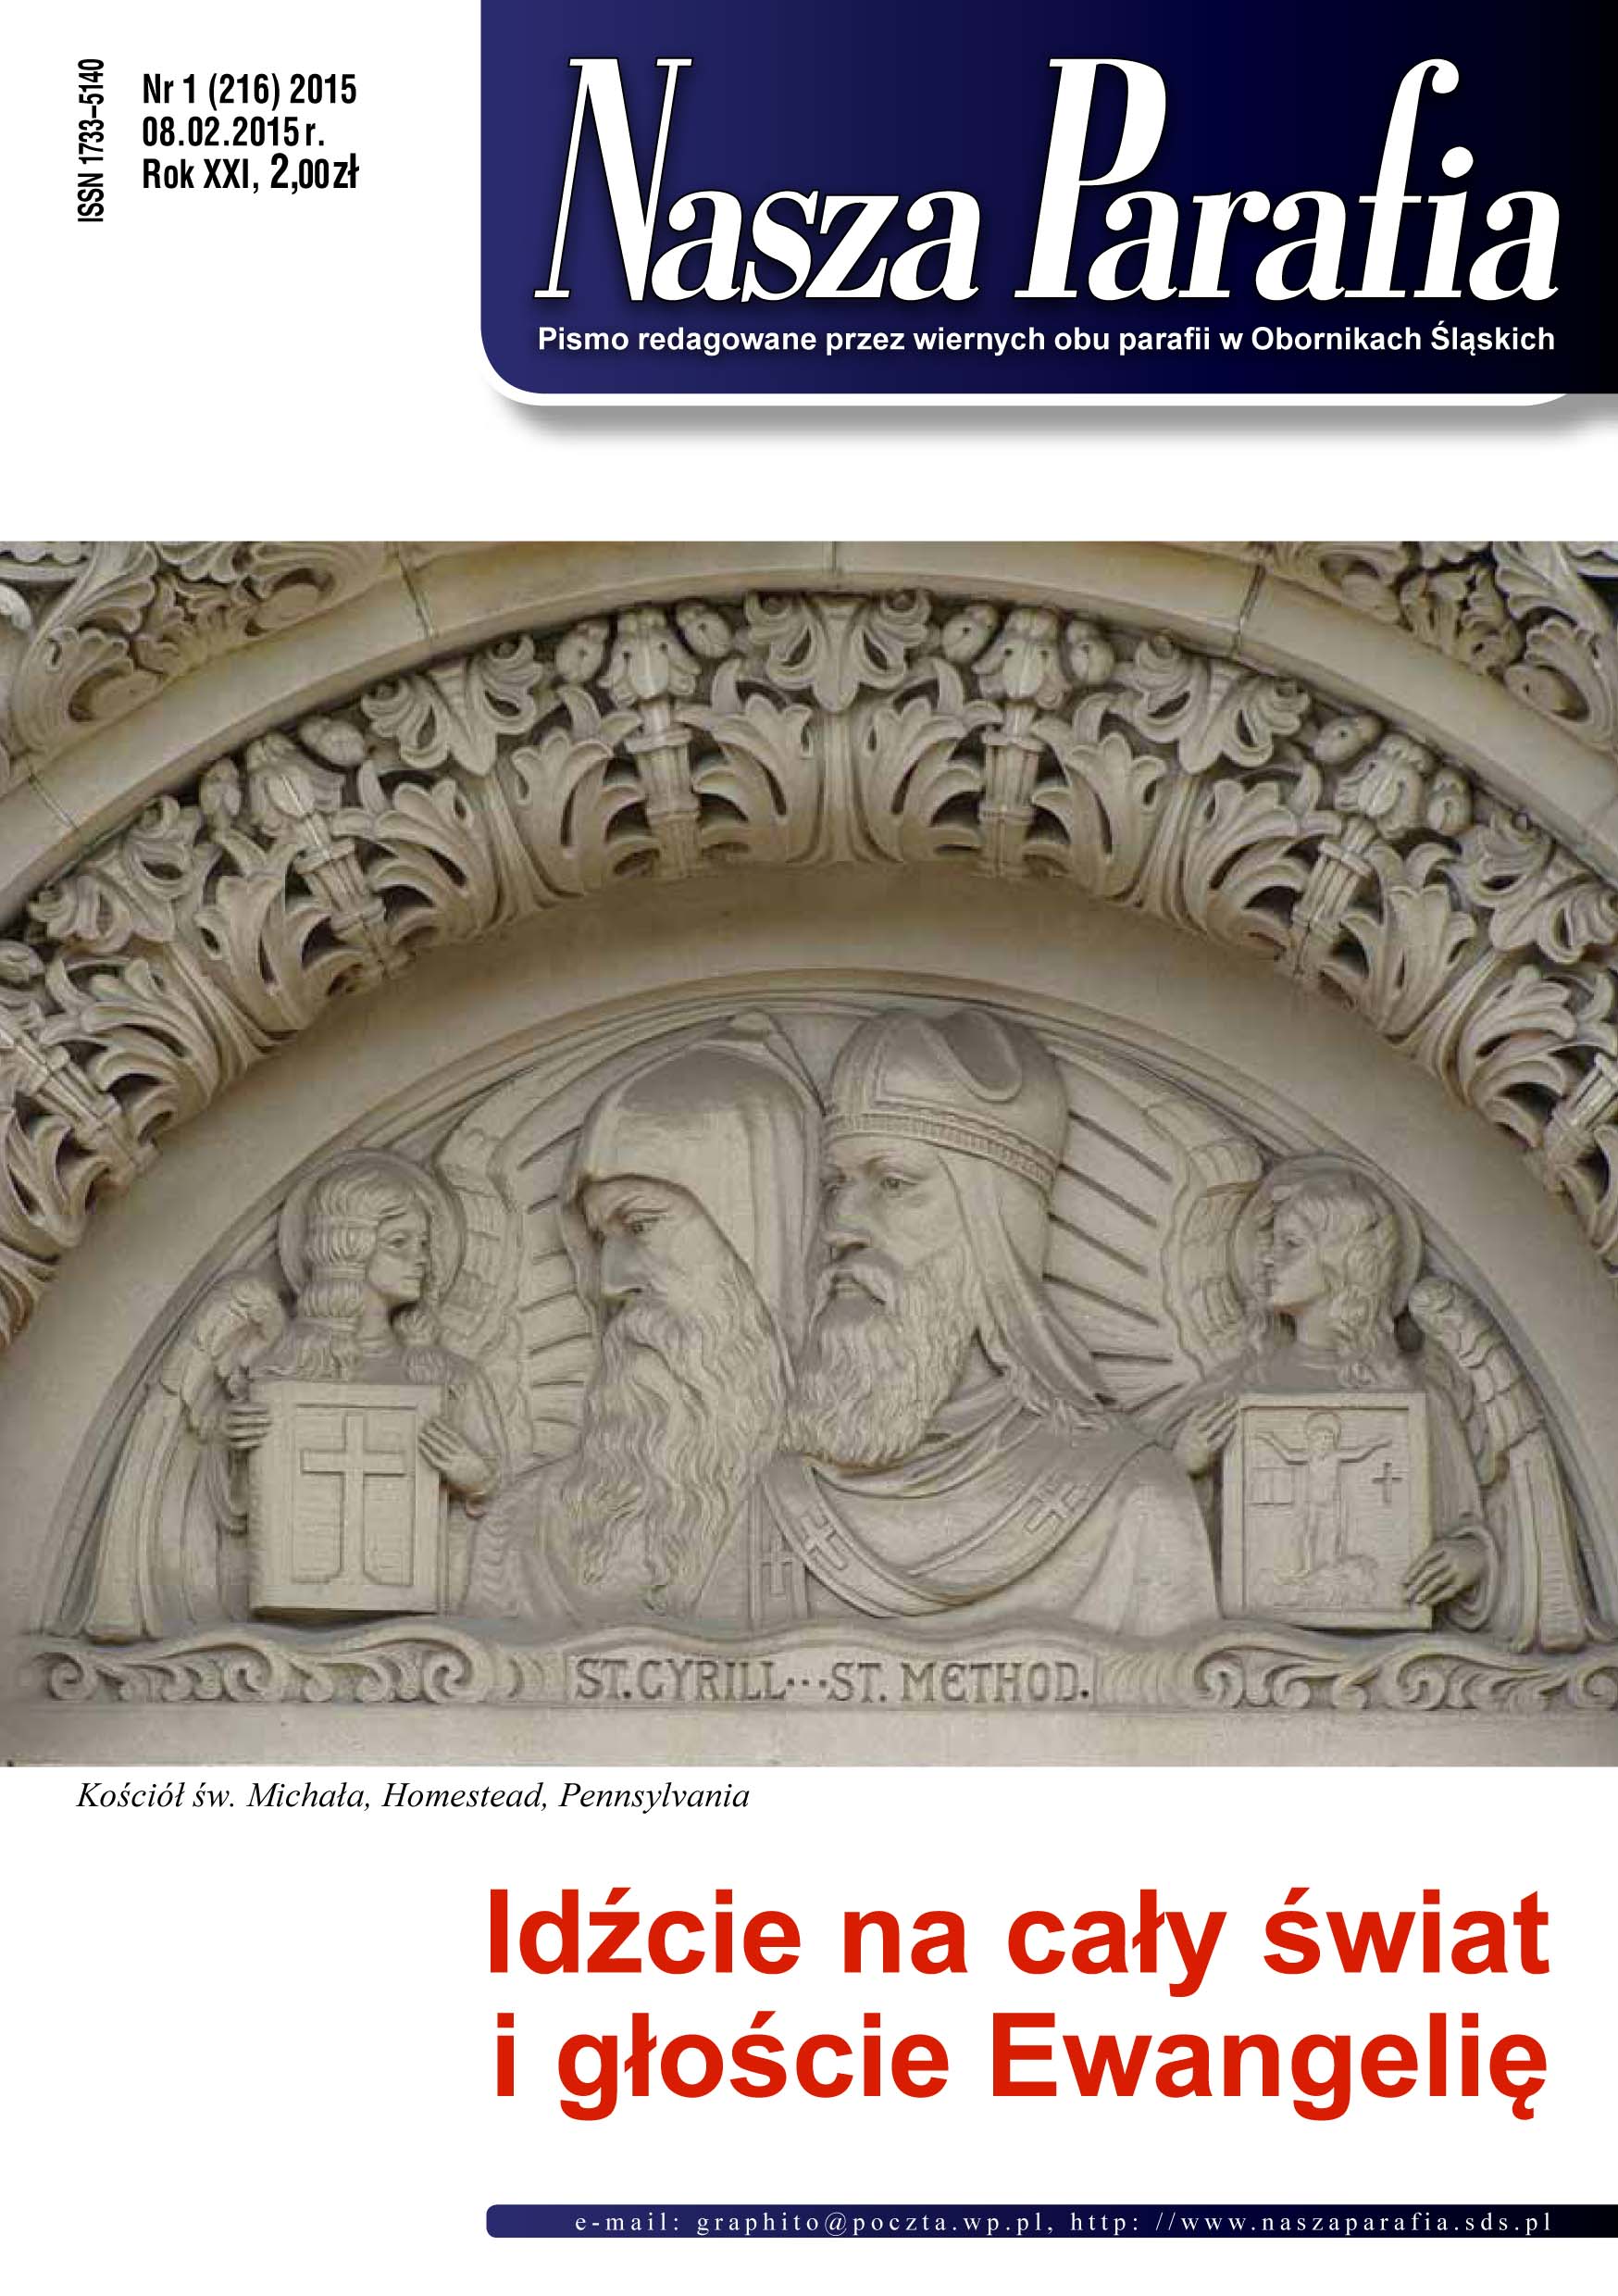 ISSN 1733–5140
Nr 1 (216) 2015
08.02.2015 r.
Rok XXI, 2,00 zł
Nasza Parafia
Pismo redagowane przez wiernych obu parafii w Obornikach Śląskich
ST. CYRILL···ST. METHOD.
Kościół św. Michała, Homestead, Pennsylvania
Idźcie na cały świat
i głoście Ewangelię
e-mail: graphito@poczta.wp.pl, http: //www.naszaparafia.sds.pl